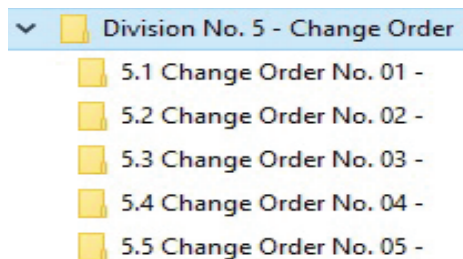 Division No. 5 - Change Order
5.1 Change Order No. 01 -
5.2 Change Order No. 02 -
5.3 Change Order No. 03 -
5.4 Change Order No. 04 -
5.5 Change Order No. 05 -